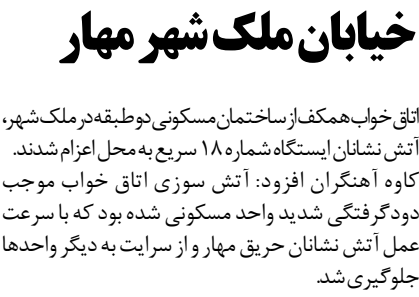 خیابان ملک شهر مهار
اتاق خواب همکف از ساختمان مسکونی دو طبقه در ملک شهر،
آتش نشانان ایستگاه شماره ۱۸ سریع به محل اعزام شدند.
کاوه آهنگران افزود: آتش سوزی اتاق خواب موجب
دودگرفتگی شدید واحد مسکونی شده بود که با سرعت
عمل آتش نشانان حریق مهار و از سرایت به دیگر واحدها
جلوگیری شد.